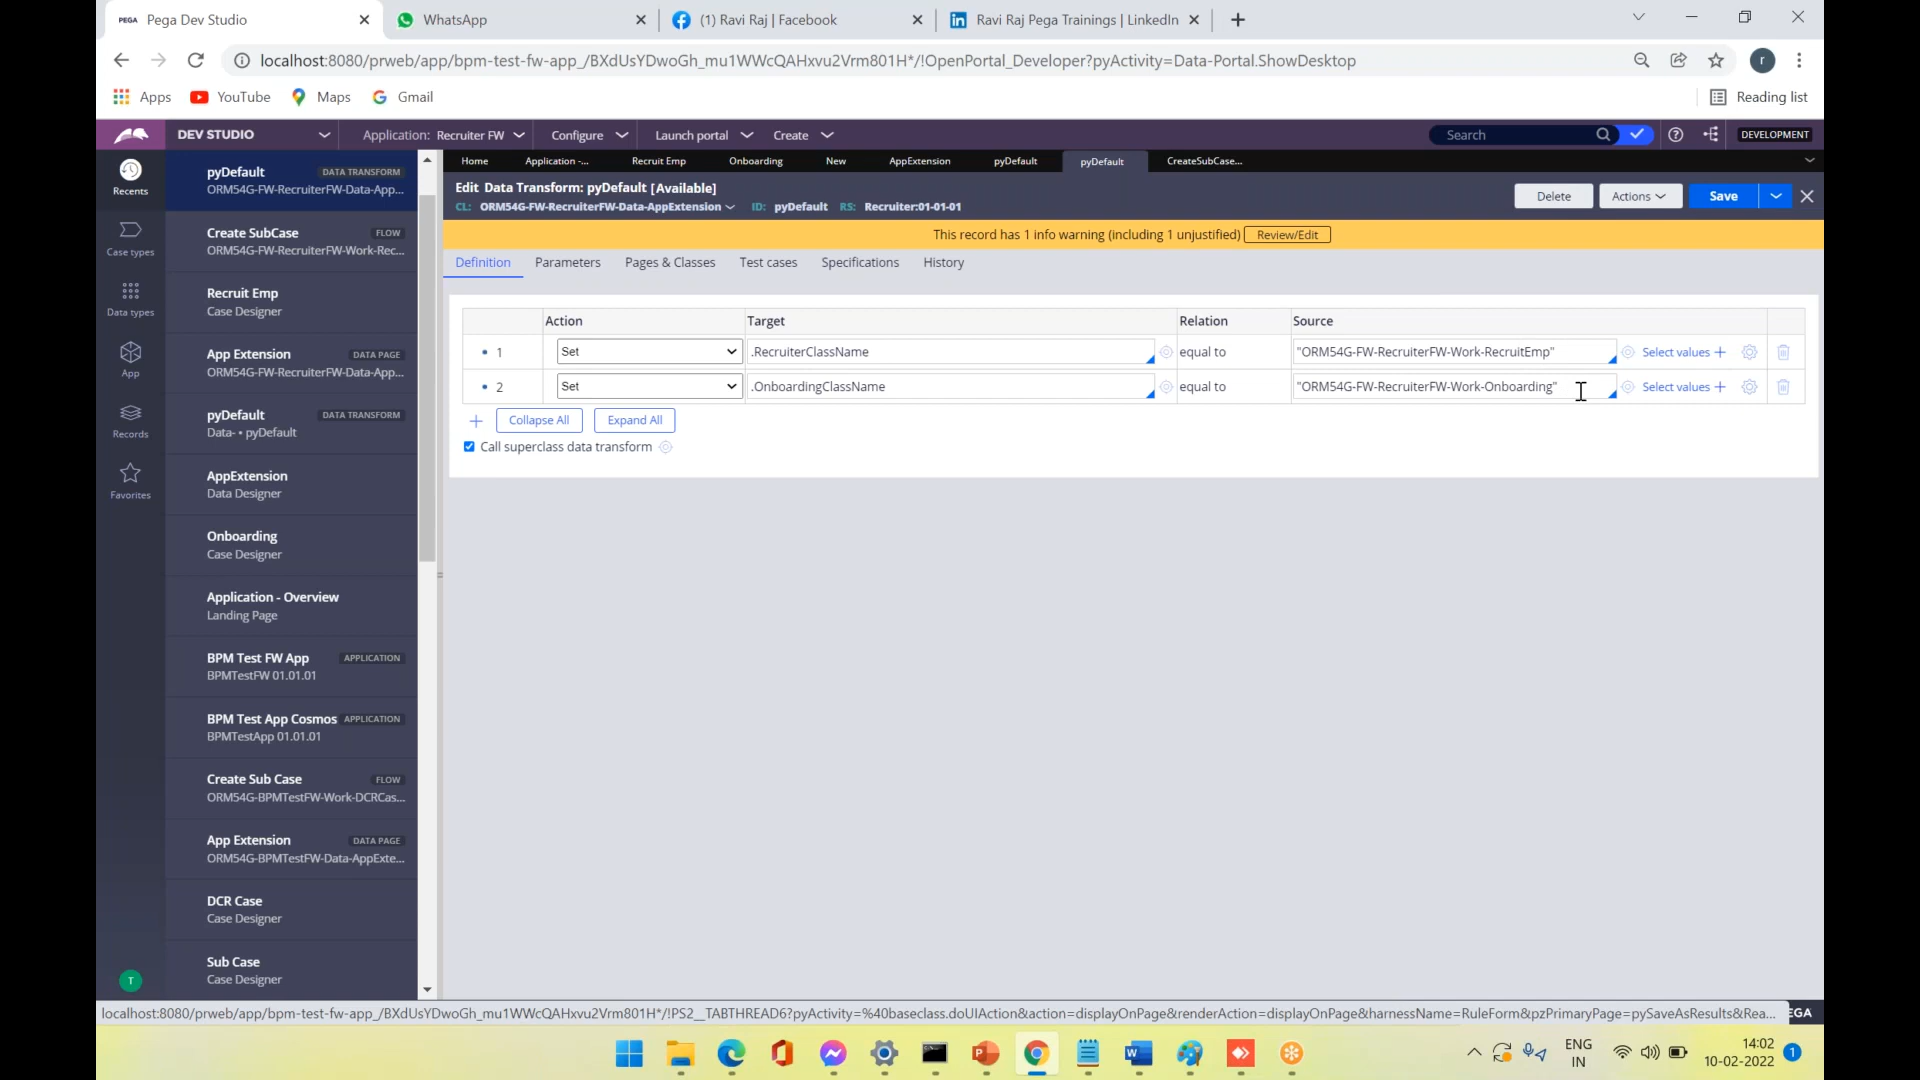 PEGA Pega Dev Studio
WhatsApp
(1) Ravi Raj | Facebook
in Ravi Raj Pega Trainings | LinkedIn
localhost:8080/prweb/app/bpm-test-fw-app_/BXdUsYDwoGh_mu1WWcQAHxvu2Vrm801H*/!OpenPortal_Developer?pyActivity=Data-Portal.ShowDesktop
r
Apps YouTube Maps Gmail Reading list
DEV STUDIO Application: Recruiter FW Configure Launch portal Create Search DEVELOPMENT
Home Application -... Recruit Emp Onboarding New AppExtension pyDefault pyDefault CreateSubCase...
Recents
Case types
Data types
App
Records
Favorites
T
pyDefault DATA TRANSFORM
ORM54G-FW-RecruiterFW-Data-App...
Create SubCase FLOW
ORM54G-FW-RecruiterFW-Work-Rec...
Recruit Emp
Case Designer
App Extension DATA PAGE
ORM54G-FW-RecruiterFW-Data-App...
pyDefault DATA TRANSFORM
Data- • pyDefault
AppExtension
Data Designer
Onboarding
Case Designer
Application - Overview
Landing Page
BPM Test FW App APPLICATION
BPMTestFW 01.01.01
BPM Test App Cosmos APPLICATION
BPMTestApp 01.01.01
Create Sub Case FLOW
ORM54G-BPMTestFW-Work-DCRCas...
App Extension DATA PAGE
ORM54G-BPMTestFW-Data-AppExte...
DCR Case
Case Designer
Sub Case
Case Designer
Edit Data Transform: pyDefault [Available]
CL: ORM54G-FW-RecruiterFW-Data-AppExtension ID: pyDefault RS: Recruiter:01-01-01
Delete Actions Save
This record has 1 info warning (including 1 unjustified) Review/Edit
Definition Parameters Pages & Classes Test cases Specifications History
Action Target Relation Source
1 Set .RecruiterClassName equal to "ORM54G-FW-RecruiterFW-Work-RecruitEmp" Select values
2 Set .OnboardingClassName equal to "ORM54G-FW-RecruiterFW-Work-Onboarding" Select values
Collapse All Expand All
Call superclass data transform
localhost:8080/prweb/app/bpm-test-fw-app_/BXdUsYDwoGh_mu1WWcQAHxvu2Vrm801H*/!PS2__TABTHREAD6?pyActivity=%40baseclass.doUIAction&action=displayOnPage&renderAction=displayOnPage&harnessName=RuleForm&pzPrimaryPage=pySaveAsResults&Rea... EGA
ENG
IN
14:02
10-02-2022
1